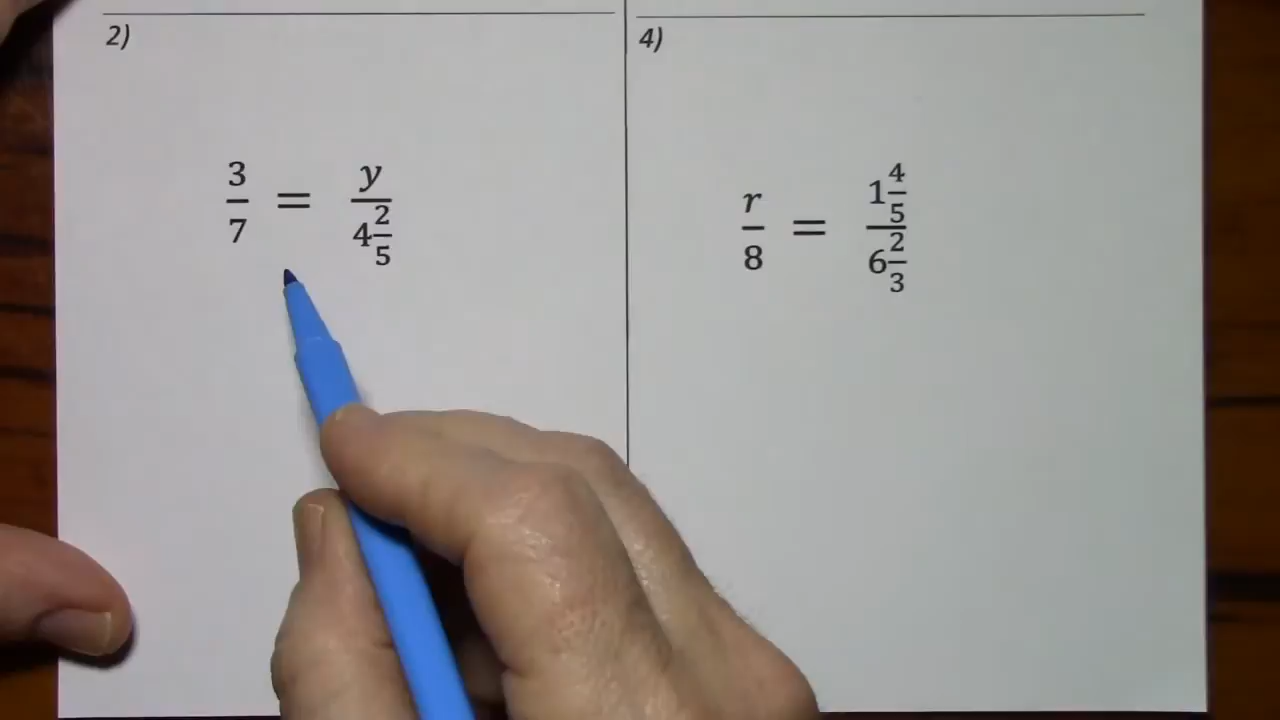 2)
3/7 = y/4 2/5
4)
r/8 = 1 4/5 / 6 2/3